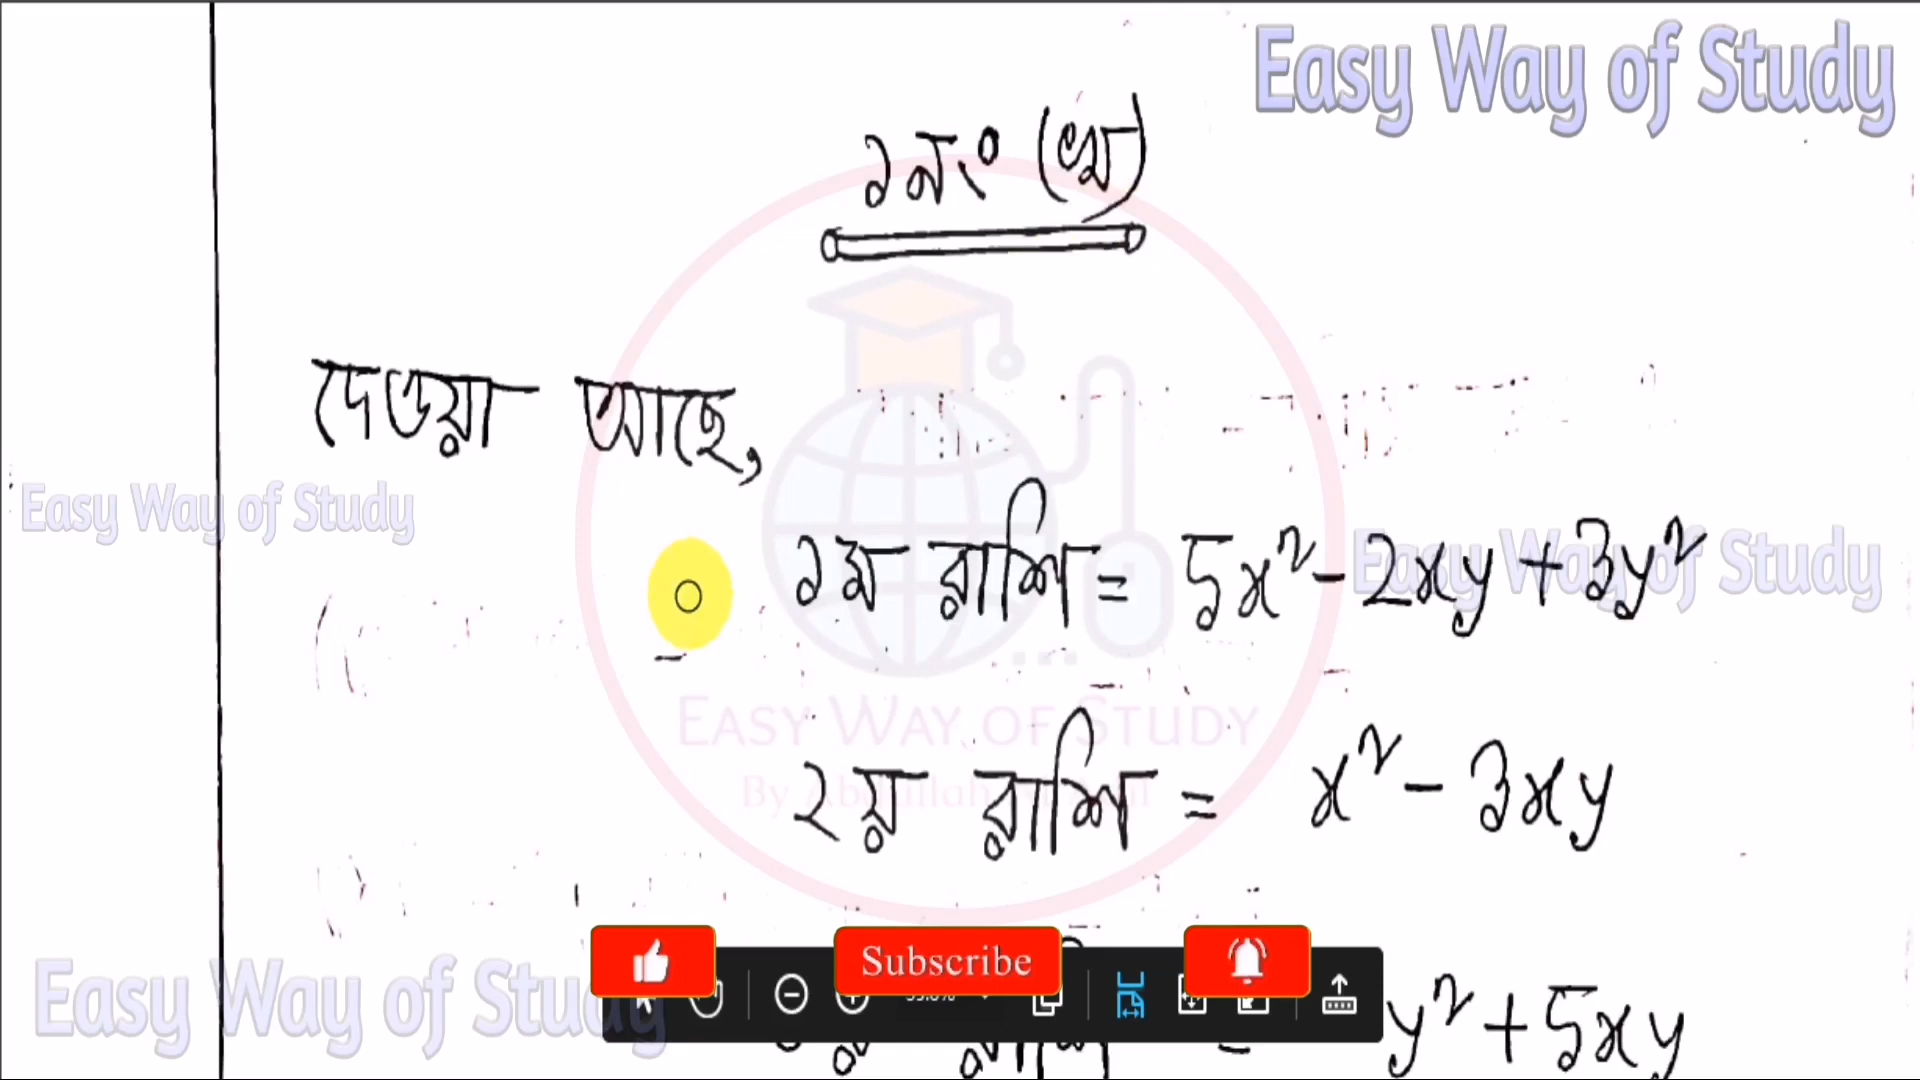 Easy Way of Study
১নং (খ)
দেওয়া আছে,
Easy Way of Study
১ম রাশি = 5x² - 2xy + 3y²
Easy Way of Study
EASY WAY OF STUDY
২য় রাশি = x² - 3xy
Subscribe
Easy Way of Study
= y² + 5xy